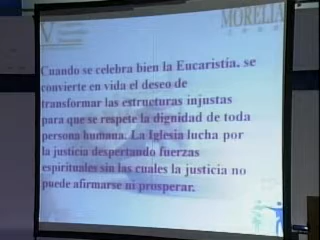 MORELIA
Cuando se celebra bien la Eucaristía, se
convierte en vida el deseo de
transformar las estructuras injustas
para que se respete la dignidad de toda
persona humana. La Iglesia lucha por
la justicia despertando fuerzas
espirituales sin las cuales la justicia no
puede afirmarse ni prosperar.